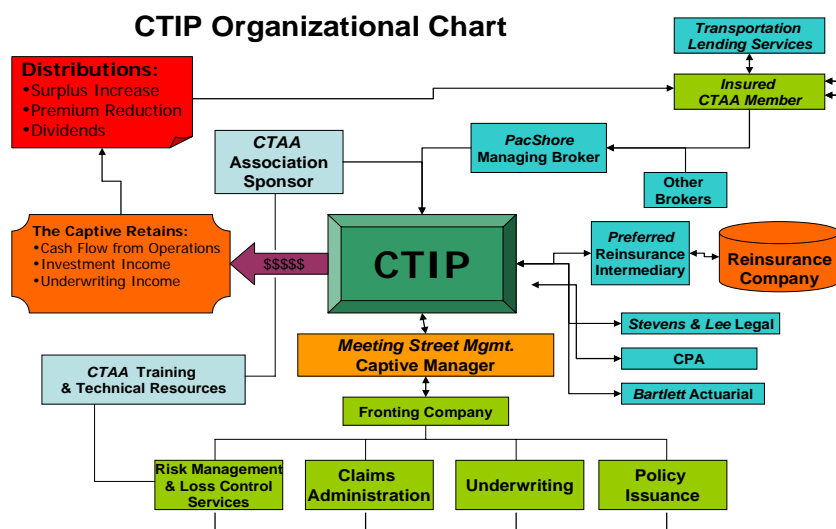 CTIP Organizational Chart
Transportation
Lending Services
Distributions:
•Surplus Increase
•Premium Reduction
•Dividends
Insured
CTAA Member
CTAA
Association
Sponsor
PacShore
Managing Broker
Other
Brokers
The Captive Retains:
•Cash Flow from Operations
•Investment Income
•Underwriting Income
$$$$$
CTIP
Preferred
Reinsurance
Intermediary
Reinsurance
Company
Stevens & Lee Legal
Meeting Street Mgmt.
Captive Manager
CPA
CTAA Training
& Technical Resources
Bartlett Actuarial
Fronting Company
Risk Management
& Loss Control
Services
Claims
Administration
Underwriting
Policy
Issuance